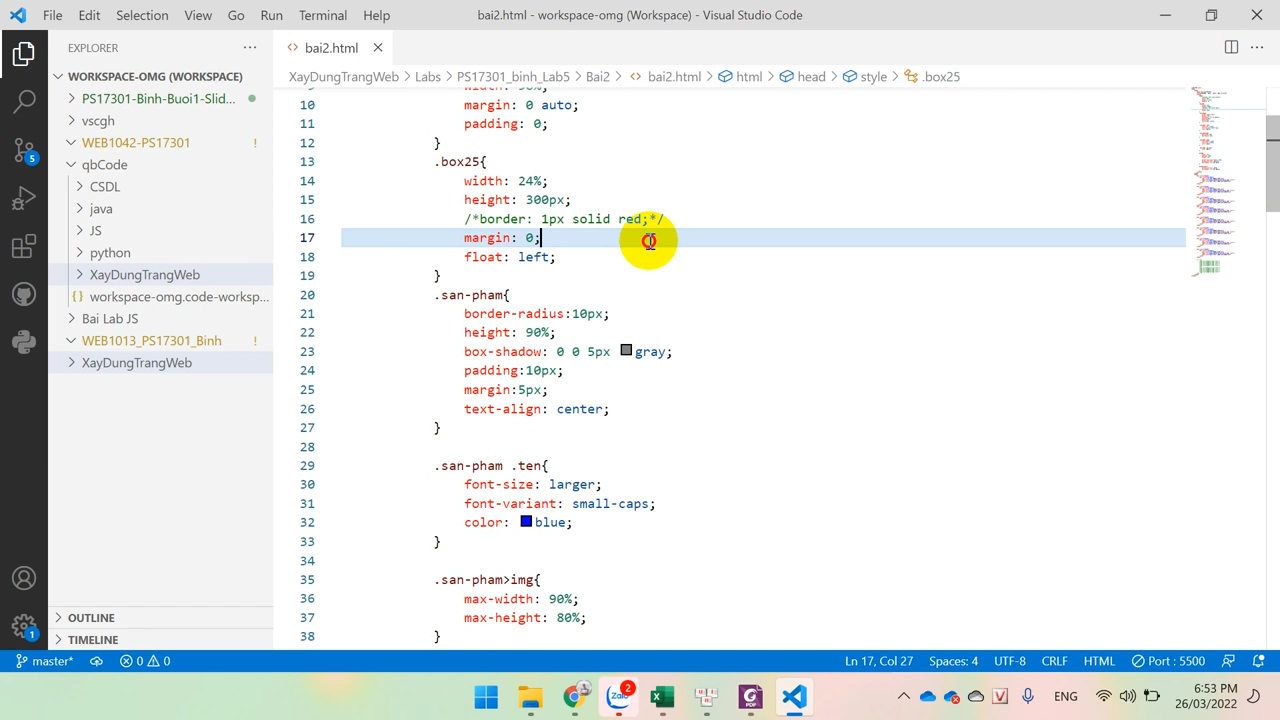 File Edit Selection View Go Run Terminal Help bai2.html - workspace-omg (Workspace) - Visual Studio Code
EXPLORER
bai2.html
WORKSPACE-OMG (WORKSPACE)
XayDungTrangWeb > Labs > PS17301_binh_Lab5 > Bai2 > bai2.html > html > head > style > .box25
PS17301-Binh-Buoi1-Slid...
vscgh
WEB1042-PS17301 !
qbCode
CSDL
java
JS
python
XayDungTrangWeb
{} workspace-omg.code-worksp...
Bai Lab JS
WEB1013_PS17301_Binh !
XayDungTrangWeb
OUTLINE
TIMELINE
10 margin: 0 auto;
11 padding: 0;
12 }
13 .box25{
14 width: 24%;
15 height: 300px;
16 /*border: 1px solid red;*/
17 margin: 0;
18 float: left;
19 }
20 .san-pham{
21 border-radius:10px;
22 height: 90%;
23 box-shadow: 0 0 5px gray;
24 padding:10px;
25 margin:5px;
26 text-align: center;
27 }
28
29 .san-pham .ten{
30 font-size: larger;
31 font-variant: small-caps;
32 color: blue;
33 }
34
35 .san-pham>img{
36 max-width: 90%;
37 max-height: 80%;
38 }
5
1
master* 0 0 Ln 17, Col 27 Spaces: 4 UTF-8 CRLF HTML Port : 5500
Zalo 2 PDF V ENG 6:53 PM
26/03/2022